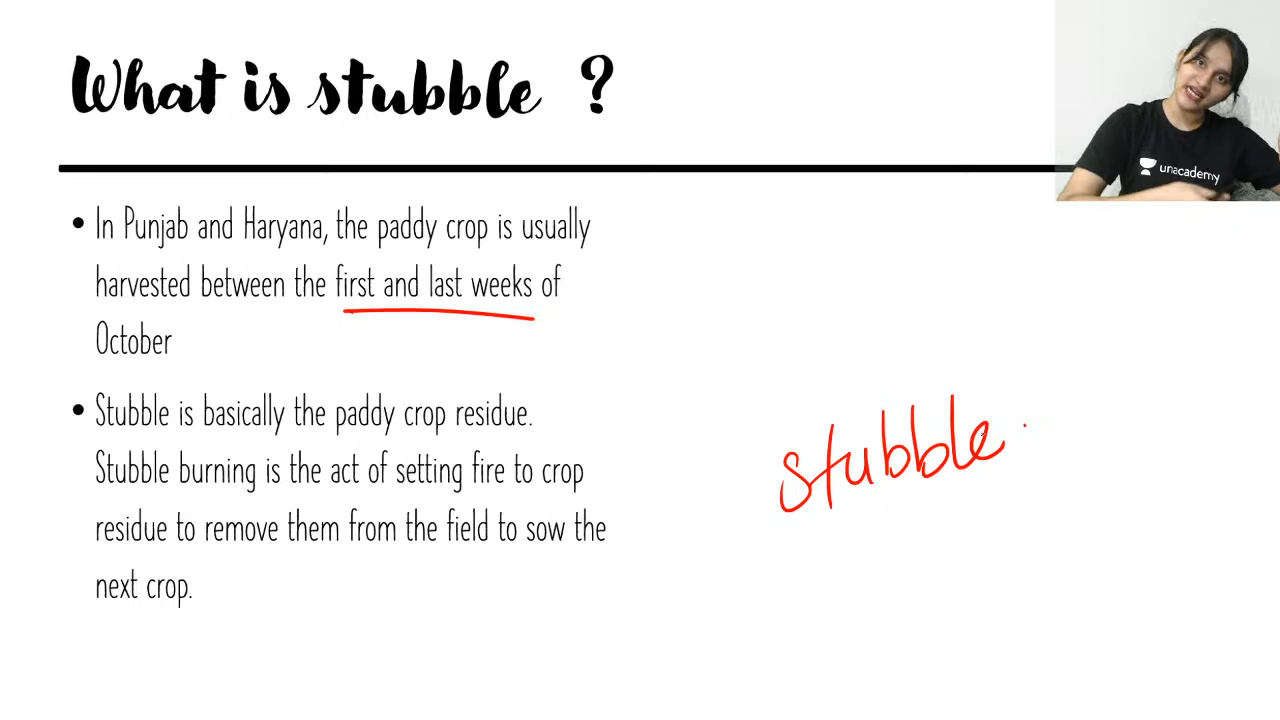 What is stubble ?
unacademy
• In Punjab and Haryana, the paddy crop is usually
harvested between the first and last weeks of
October
• Stubble is basically the paddy crop residue.
Stubble burning is the act of setting fire to crop
residue to remove them from the field to sow the
next crop.
stubble.